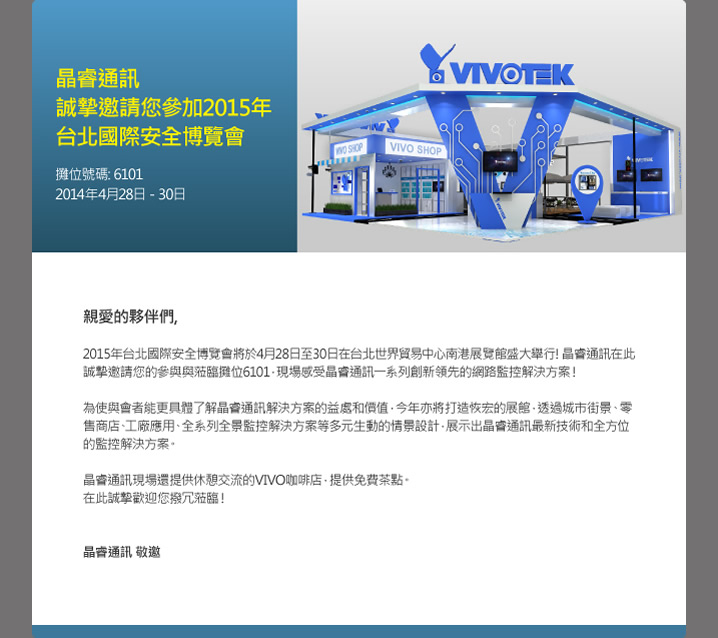 晶睿通訊
誠摯邀請您參加2015年
台北國際安全博覽會
攤位號碼: 6101
2014年4月28日 - 30日
VIVOTEK
VIVO SHOP
VIVO SHOP
VIVOTEK
VIVOTEK
親愛的夥伴們,
2015年台北國際安全博覽會將於4月28日至30日在台北世界貿易中心南港展覽館盛大舉行! 晶睿通訊在此
誠摯邀請您的參與與蒞臨攤位6101，現場感受晶睿通訊一系列創新領先的網路監控解決方案!
為使與會者能更具體了解晶睿通訊解決方案的益處和價值，今年亦將打造恢宏的展館，透過城市街景、零
售商店、工廠應用、全系列全景監控解決方案等多元生動的情景設計，展示出晶睿通訊最新技術和全方位
的監控解決方案。
晶睿通訊現場還提供休憩交流的VIVO咖啡店，提供免費茶點。
在此誠摯歡迎您撥冗蒞臨!
晶睿通訊 敬邀